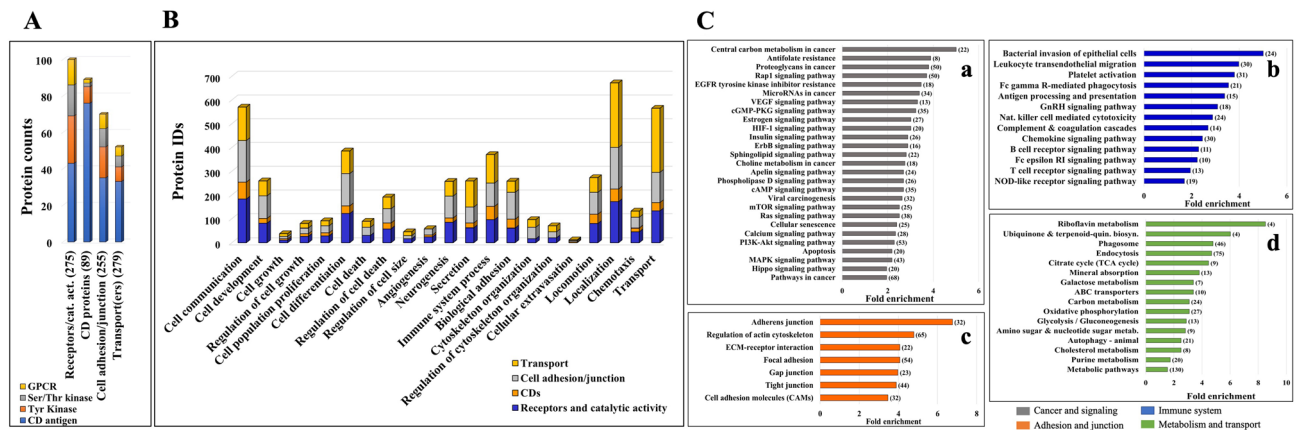 A
Protein counts
100
80
60
40
20
0
Receptors/cat. act. (275)
CD proteins (89)
Cell adhesion/junction (255)
Transport(ers) (279)
GPCR
Ser/Thr kinase
Tyr Kinase
CD antigen
B
Protein IDs
700
600
500
400
300
200
100
0
Cell communication
Cell development
Cell growth
Regulation of cell growth
Cell population proliferation
Cell differentiation
Cell death
Regulation of cell death
Regulation of cell size
Angiogenesis
Neurogenesis
Secretion
Immune system process
Biological adhesion
Cytoskeleton organization
Regulation of cytoskeleton organization
Cellular extravasation
Locomotion
Localization
Chemotaxis
Transport
Transport
Cell adhesion/junction
CDs
Receptors and catalytic activity
C
a
Central carbon metabolism in cancer (22)
Antifolate resistance (8)
Proteoglycans in cancer (50)
Rap1 signaling pathway (50)
EGFR tyrosine kinase inhibitor resistance (18)
MicroRNAs in cancer (34)
VEGF signaling pathway (13)
cGMP-PKG signaling pathway (35)
Estrogen signaling pathway (27)
HIF-1 signaling pathway (20)
Insulin signaling pathway (26)
ErbB signaling pathway (16)
Sphingolipid signaling pathway (22)
Choline metabolism in cancer (18)
Apelin signaling pathway (24)
Phospholipase D signaling pathway (26)
cAMP signaling pathway (35)
Viral carcinogenesis (32)
mTOR signaling pathway (25)
Ras signaling pathway (38)
Cellular senescence (25)
Calcium signaling pathway (28)
PI3K-Akt signaling pathway (53)
Apoptosis (20)
MAPK signaling pathway (43)
Hippo signaling pathway (20)
Pathways in cancer (68)
0 2 4 6
Fold enrichment
b
Bacterial invasion of epithelial cells (24)
Leukocyte transendothelial migration (30)
Platelet activation (31)
Fc gamma R-mediated phagocytosis (21)
Antigen processing and presentation (15)
GnRH signaling pathway (18)
Nat. killer cell mediated cytotoxicity (24)
Complement & coagulation cascades (14)
Chemokine signaling pathway (30)
B cell receptor signaling pathway (11)
Fc epsilon RI signaling pathway (10)
T cell receptor signaling pathway (13)
NOD-like receptor signaling pathway (19)
0 2 4 6
Fold enrichment
c
Adherens junction (32)
Regulation of actin cytoskeleton (65)
ECM-receptor interaction (22)
Focal adhesion (54)
Gap junction (23)
Tight junction (44)
Cell adhesion molecules (CAMs) (32)
0 2 4 6 8
Fold enrichment
d
Riboflavin metabolism (4)
Ubiquinone & terpenoid-quin. biosyn. (4)
Phagosome (46)
Endocytosis (75)
Citrate cycle (TCA cycle) (9)
Mineral absorption (13)
Galactose metabolism (7)
ABC transporters (10)
Carbon metabolism (24)
Oxidative phosphorylation (27)
Glycolysis / Gluconeogenesis (13)
Amino sugar & nucleotide sugar metab. (9)
Autophagy - animal (21)
Cholesterol metabolism (8)
Purine metabolism (20)
Metabolic pathways (130)
0 2 4 6 8 10
Fold enrichment
Cancer and signaling
Immune system
Adhesion and junction
Metabolism and transport